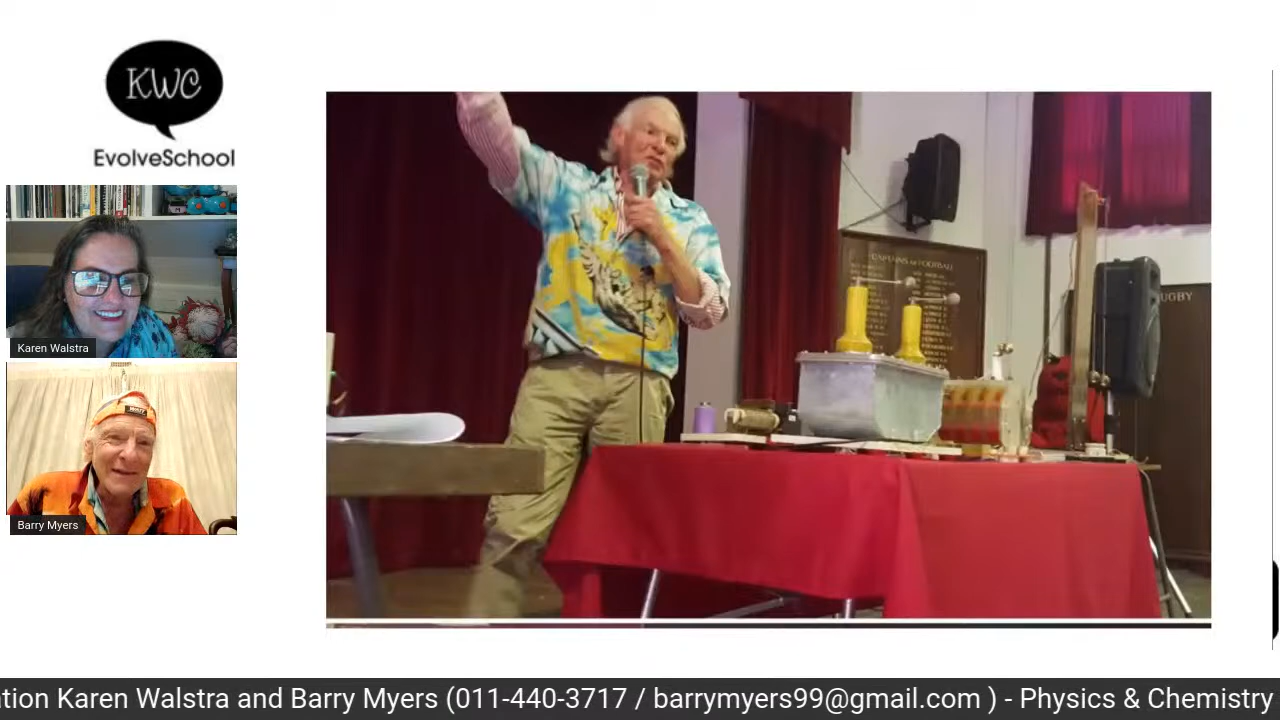 KWC
EvolveSchool
Karen Walstra
Barry Myers
CAPTAINS OF FOOTBALL
RUGBY
ation Karen Walstra and Barry Myers (011-440-3717 / barrymyers99@gmail.com ) - Physics & Chemistry